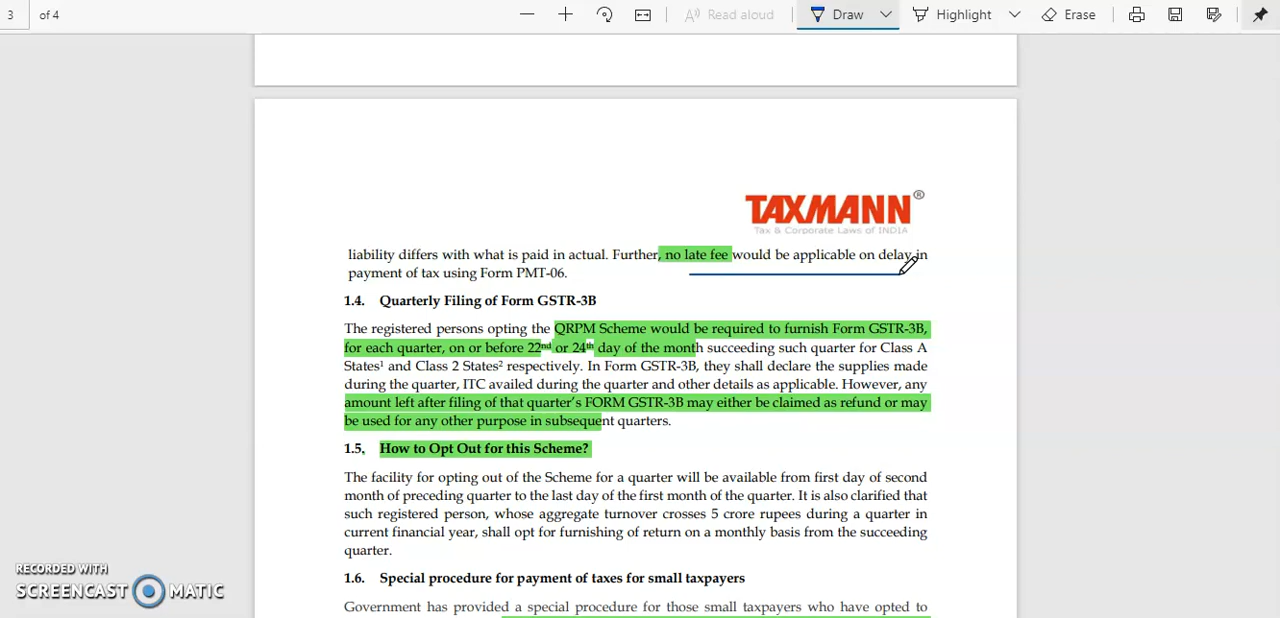 3 of 4 Read aloud Draw Highlight Erase
TAXMANN®
Tax & Corporate Laws of INDIA
liability differs with what is paid in actual. Further, no late fee would be applicable on delay in
payment of tax using Form PMT-06.
1.4. Quarterly Filing of Form GSTR-3B
The registered persons opting the QRPM Scheme would be required to furnish Form GSTR-3B,
for each quarter, on or before 22nd or 24th day of the month succeeding such quarter for Class A
States1 and Class 2 States2 respectively. In Form GSTR-3B, they shall declare the supplies made
during the quarter, ITC availed during the quarter and other details as applicable. However, any
amount left after filing of that quarter's FORM GSTR-3B may either be claimed as refund or may
be used for any other purpose in subsequent quarters.
1.5. How to Opt Out for this Scheme?
The facility for opting out of the Scheme for a quarter will be available from first day of second
month of preceding quarter to the last day of the first month of the quarter. It is also clarified that
such registered person, whose aggregate turnover crosses 5 crore rupees during a quarter in
current financial year, shall opt for furnishing of return on a monthly basis from the succeeding
quarter.
1.6. Special procedure for payment of taxes for small taxpayers
Government has provided a special procedure for those small taxpayers who have opted to
RECORDED WITH
SCREENCAST MATIC